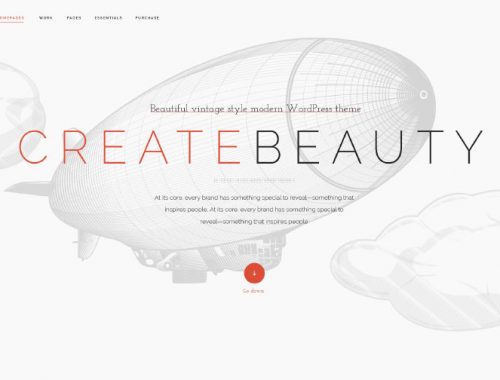 HOMEPAGES WORK PAGES ESSENTIALS PURCHASE
Beautiful vintage style modern WordPress theme
CREATEBEAUTY
At its core, every brand has something special to reveal—something that
inspires people. At its core, every brand has something special to
reveal—something that inspires people
Go down